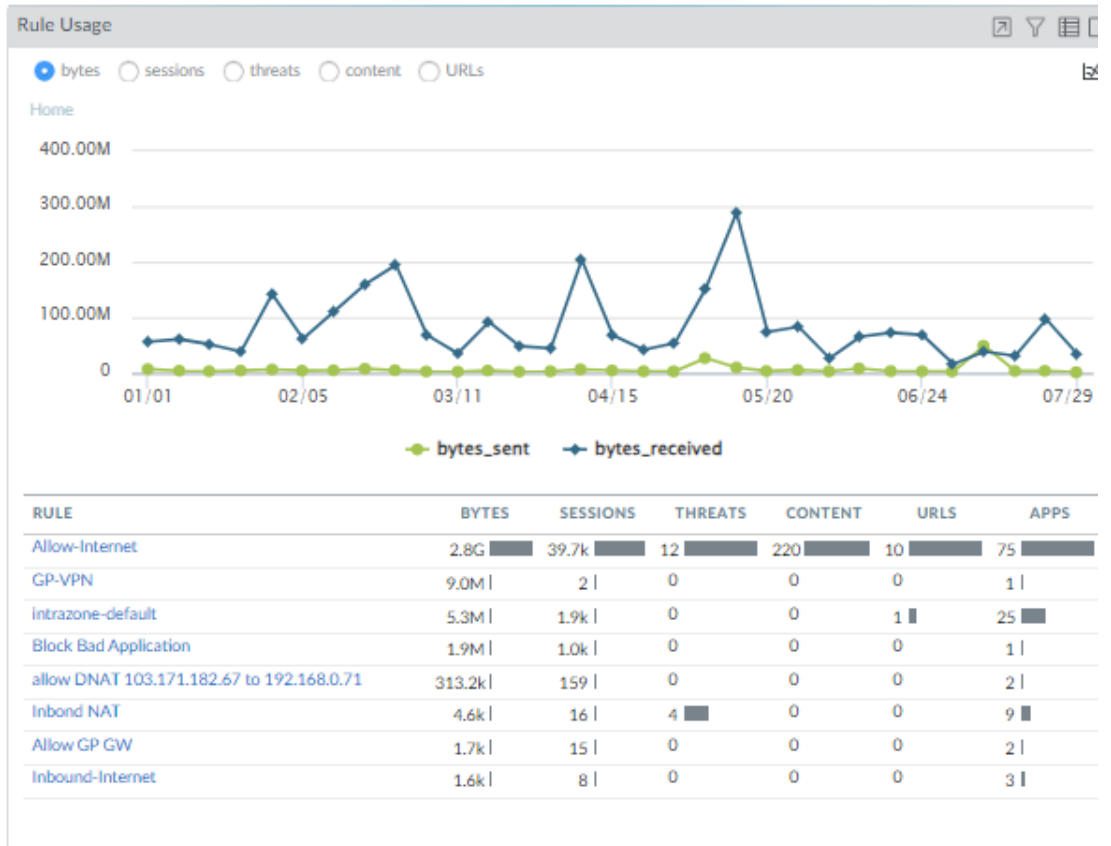 Rule Usage
bytes sessions threats content URLs
Home
400.00M
300.00M
200.00M
100.00M
0
01/01 02/05 03/11 04/15 05/20 06/24 07/29
bytes_sent bytes_received
RULE BYTES SESSIONS THREATS CONTENT URLS APPS
Allow-Internet 2.8G 39.7k 12 220 10 75
GP-VPN 9.0M 2 0 0 0 1
intrazone-default 5.3M 1.9k 0 0 1 25
Block Bad Application 1.9M 1.0k 0 0 0 1
allow DNAT 103.171.182.67 to 192.168.0.71 313.2k 159 0 0 0 2
Inbond NAT 4.6k 16 4 0 0 9
Allow GP GW 1.7k 15 0 0 0 2
Inbound-Internet 1.6k 8 0 0 0 3